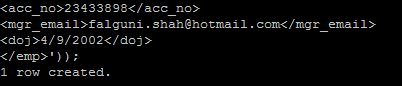 <acc_no>23433898</acc_no>
<mgr_email>falguni.shah@hotmail.com</mgr_email>
<doj>4/9/2002</doj>
</emp>'));
1 row created.